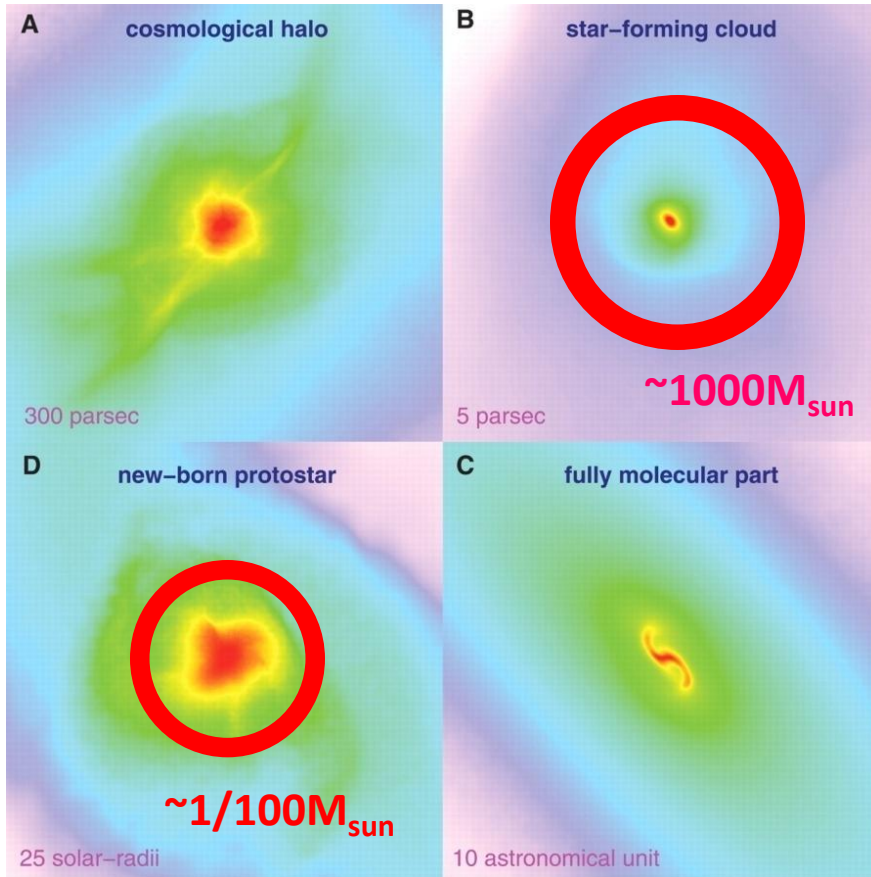 A
cosmological halo
300 parsec
B
star-forming cloud
~1000Msun
5 parsec
D
new-born protostar
~1/100Msun
25 solar-radii
C
fully molecular part
10 astronomical unit